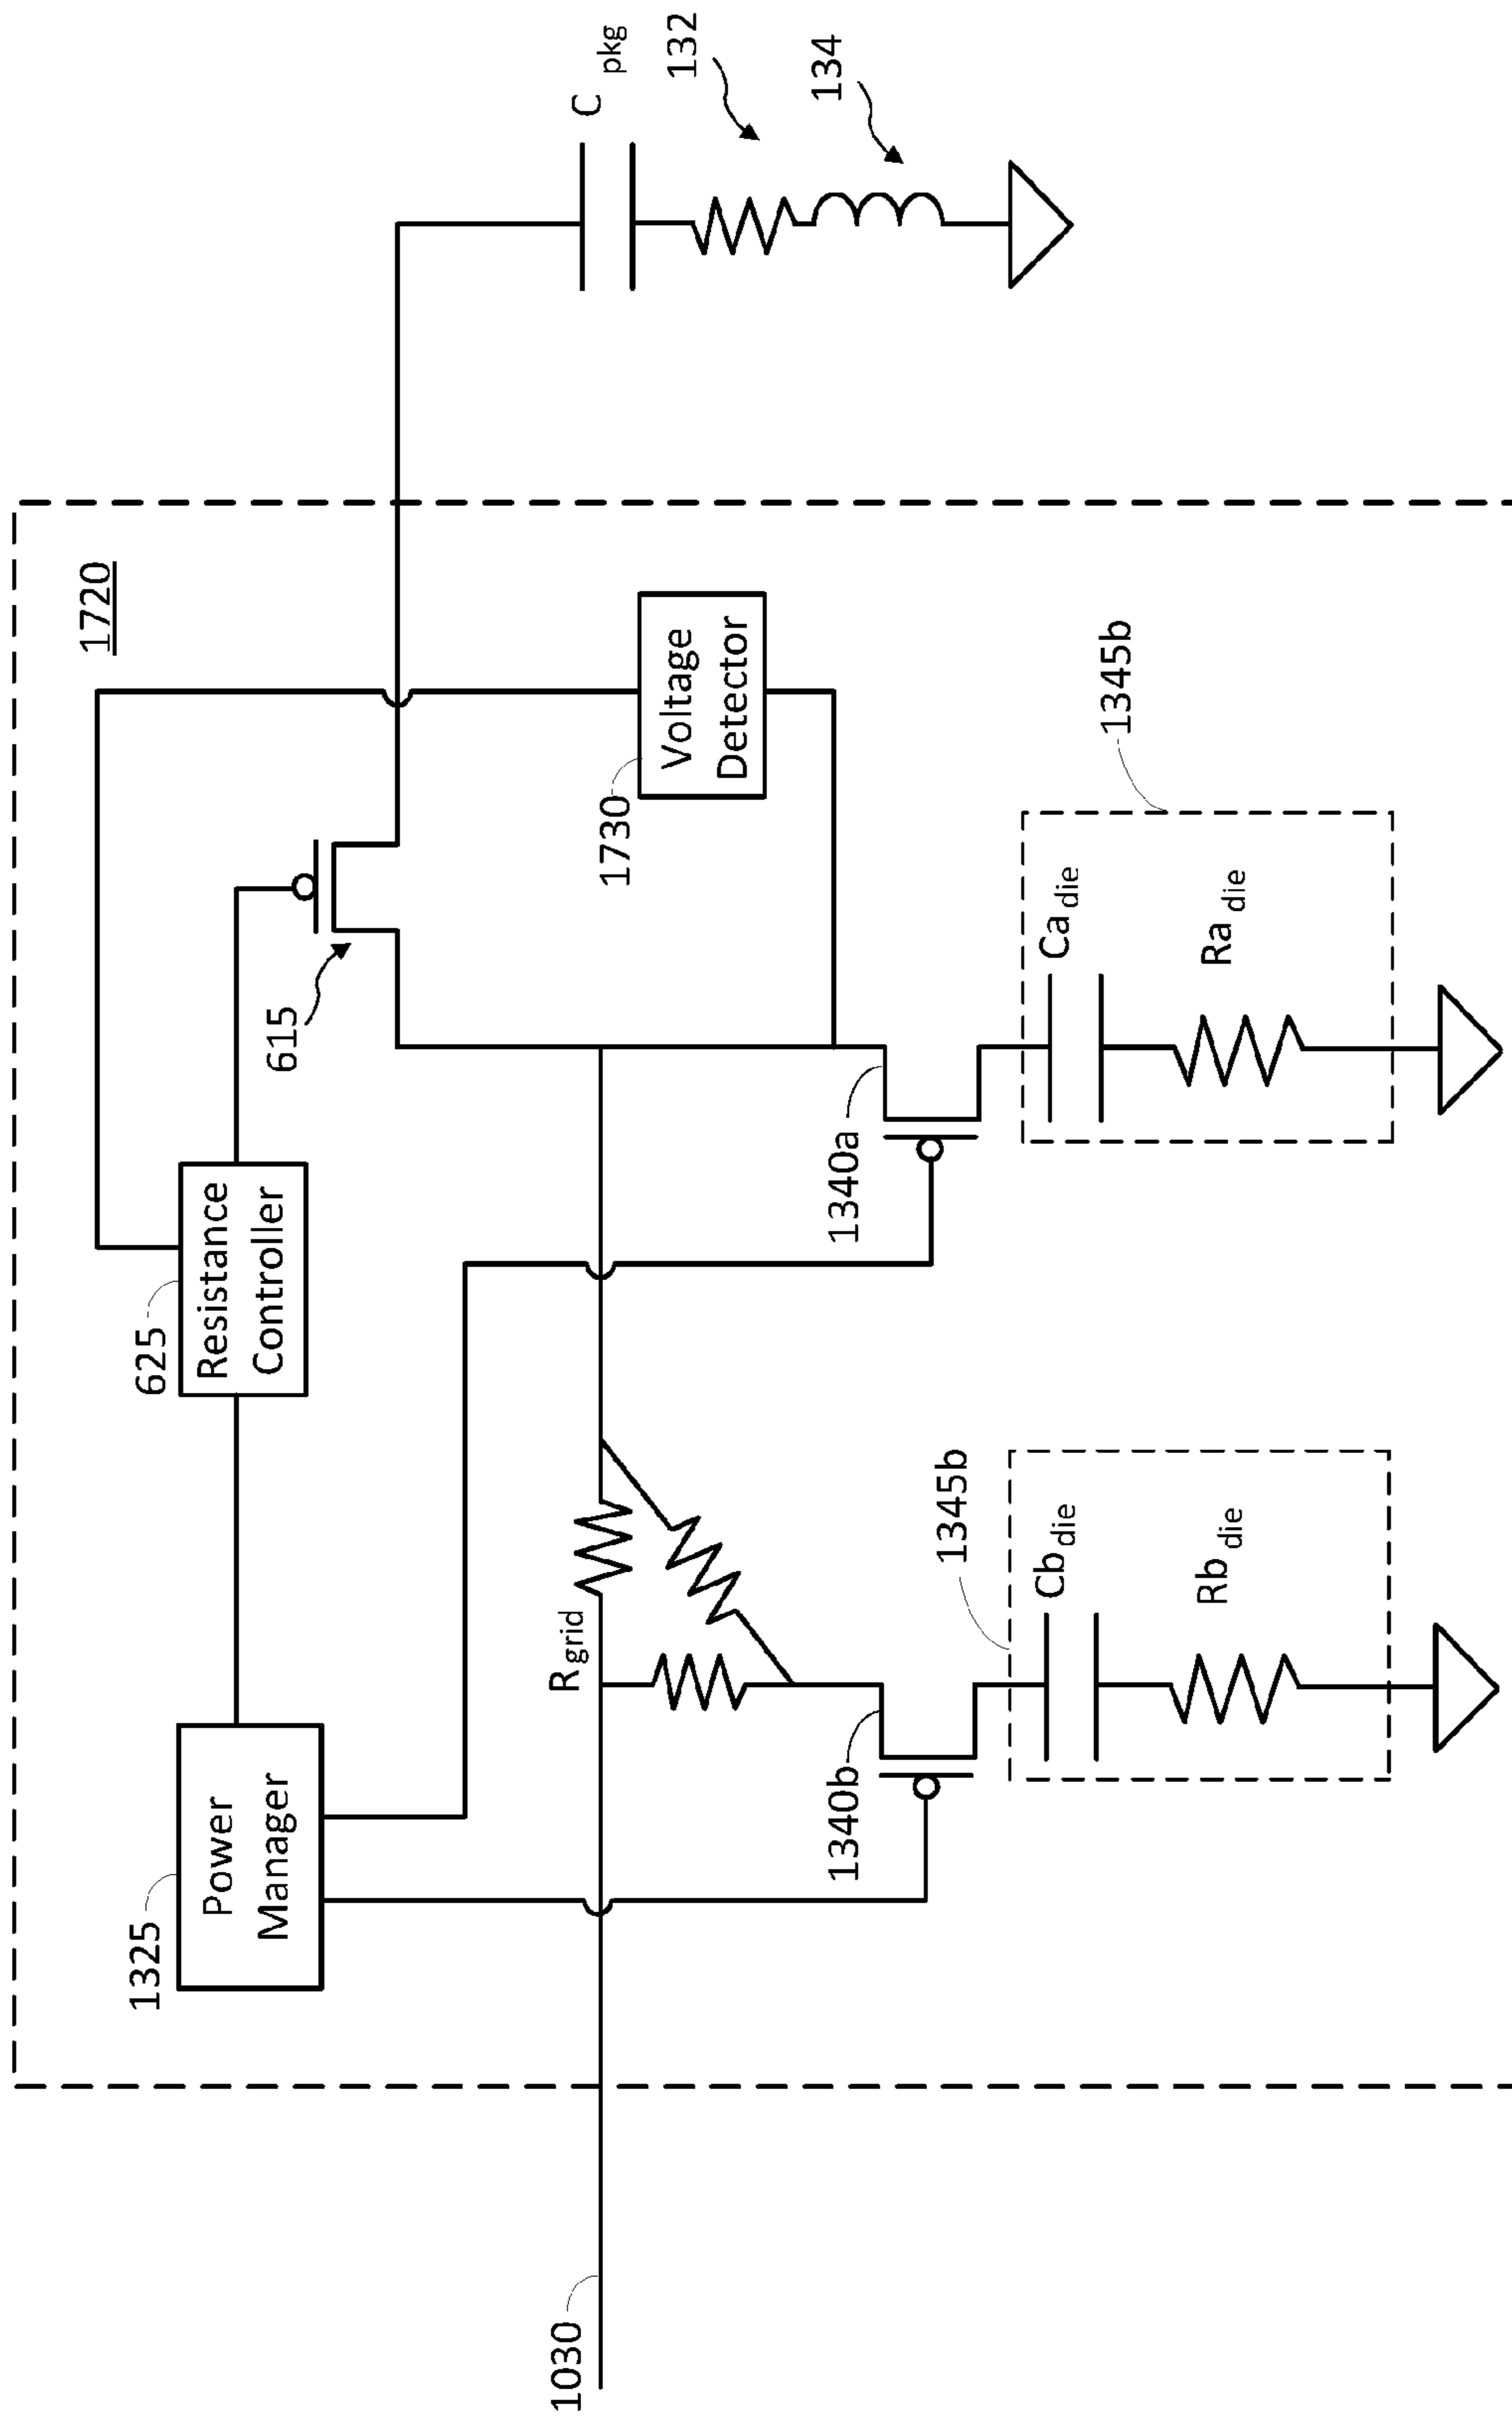 1720
1325
Power
Manager
625
Resistance
Controller
615
C pkg
132
134
1030
R grid
1730
Voltage
Detector
1340b
1340a
1345b
Cb die
Rb die
1345b
Ca die
Ra die